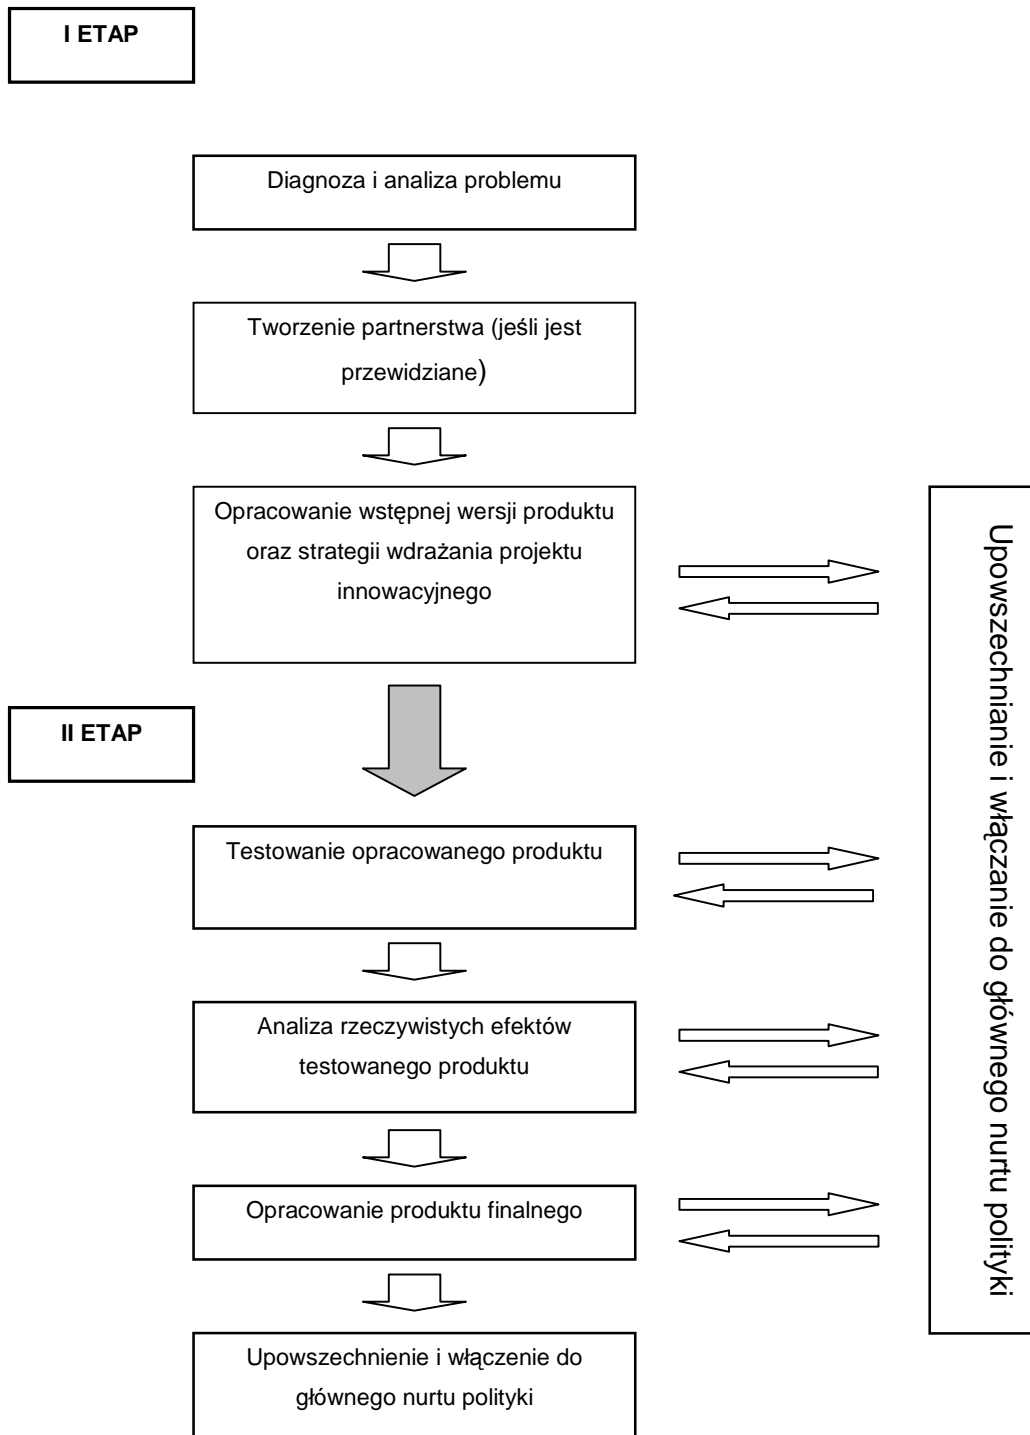 I ETAP
Diagnoza i analiza problemu
Tworzenie partnerstwa (jeśli jest
przewidziane)
Opracowanie wstępnej wersji produktu
oraz strategii wdrażania projektu
innowacyjnego
Upowszechnianie i włączanie do głównego nurtu polityki
II ETAP
Testowanie opracowanego produktu
Analiza rzeczywistych efektów
testowanego produktu
Opracowanie produktu finalnego
Upowszechnienie i włączenie do
głównego nurtu polityki